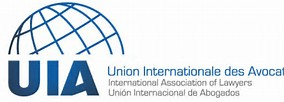 UIA
Union Internationale des Avocat
International Association of Lawyers
Unión Internacional de Abogados